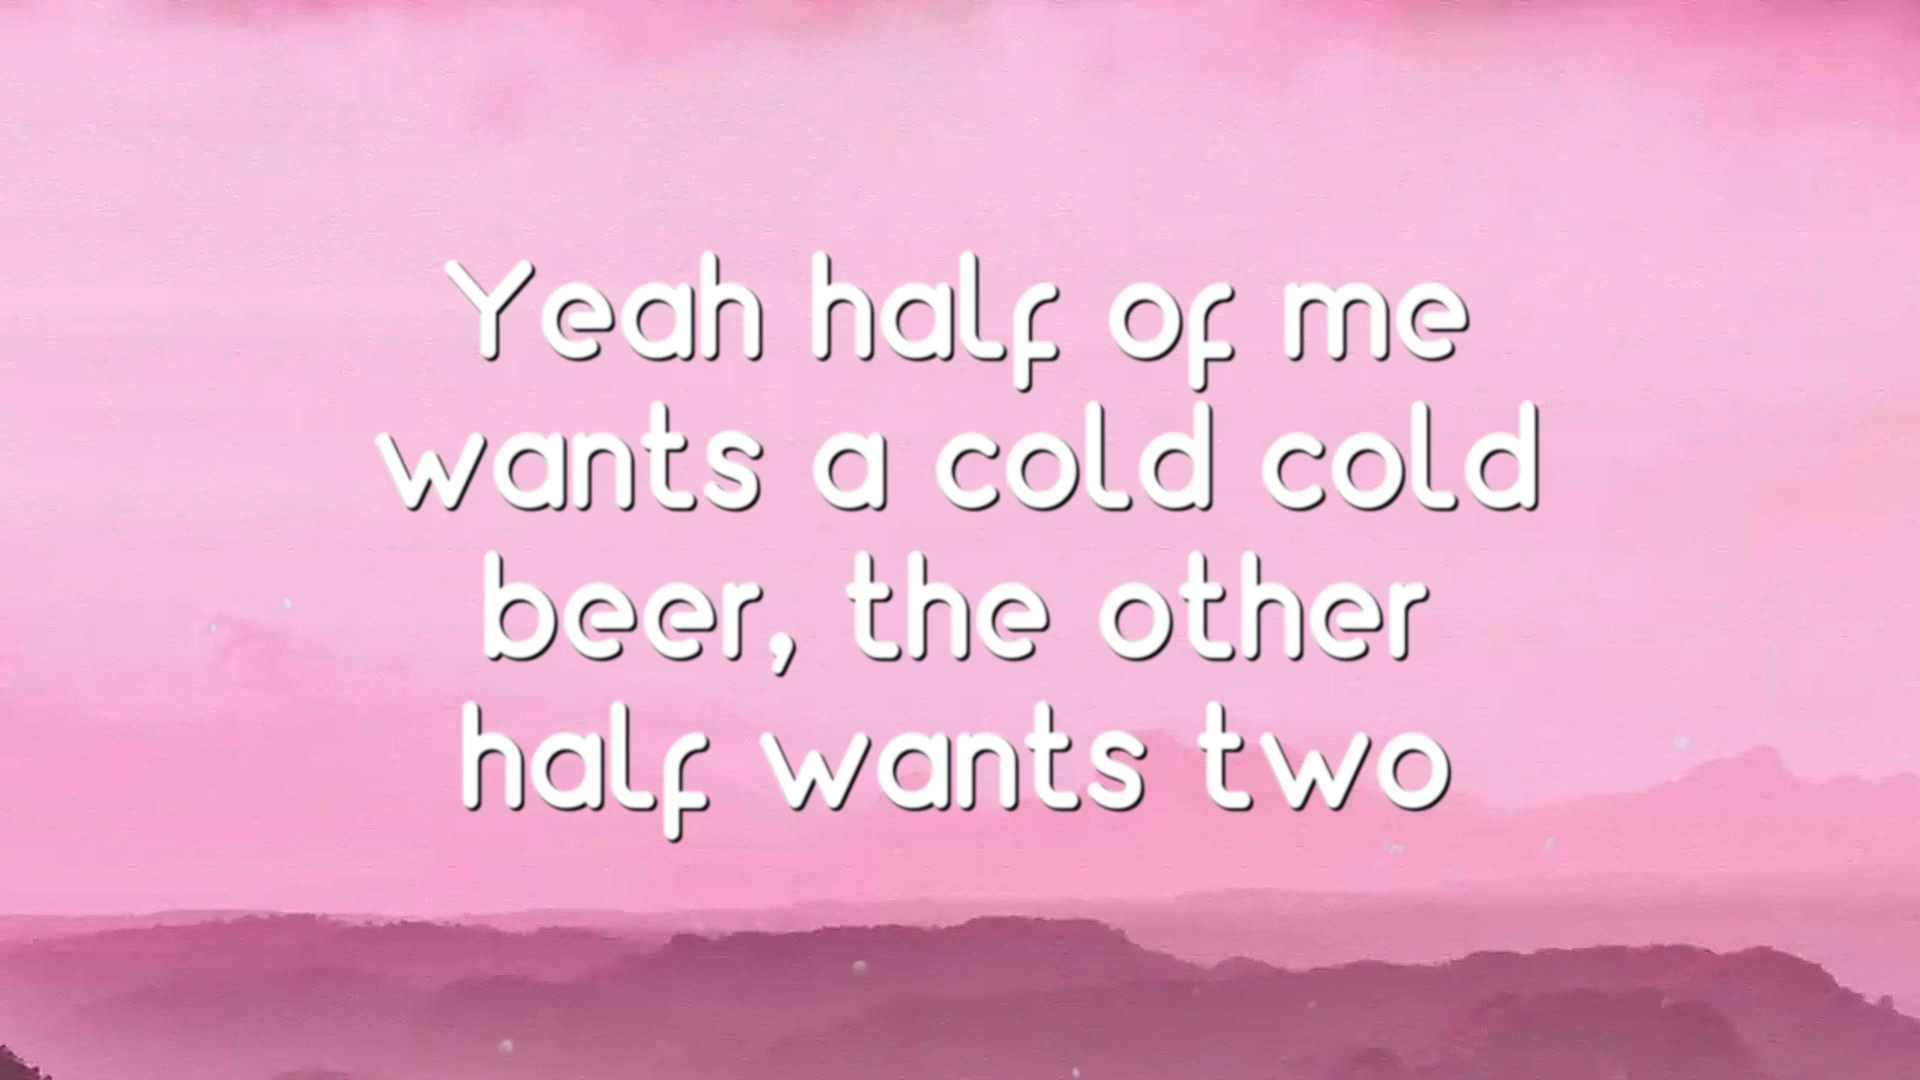 Yeah half of me
wants a cold cold
beer, the other
half wants two